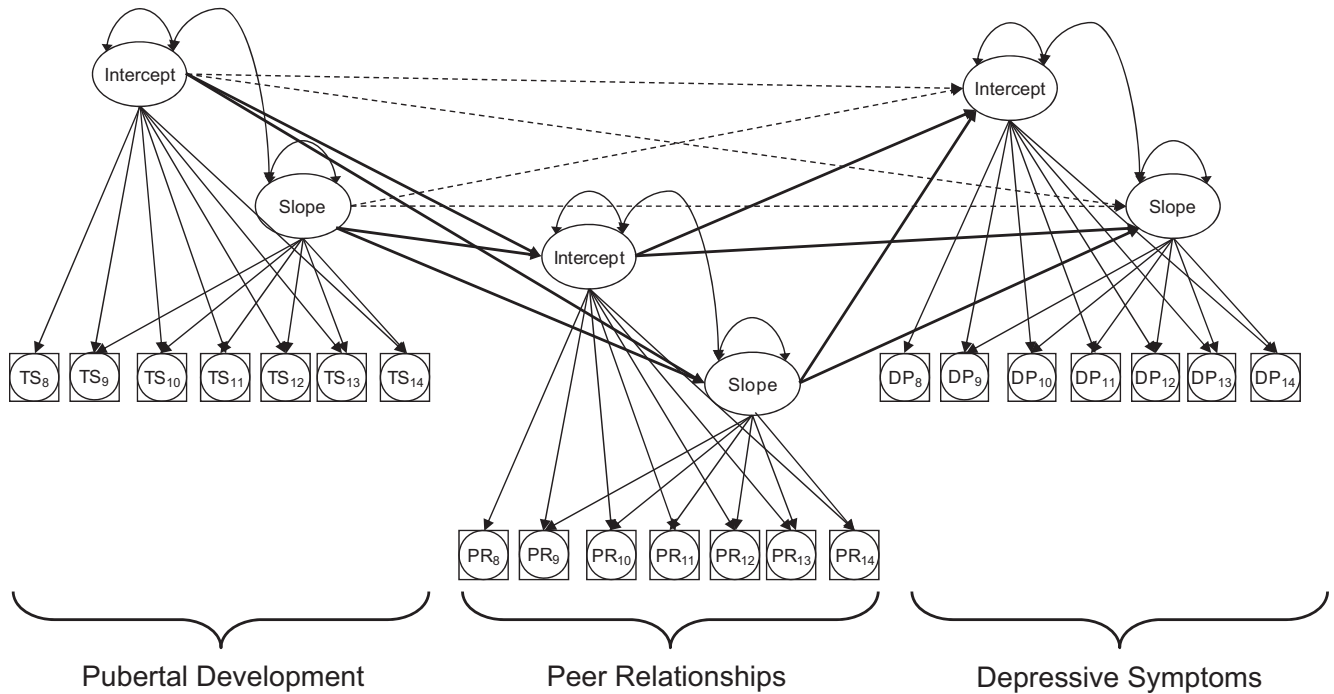 Intercept
Slope
TS8 TS9 TS10 TS11 TS12 TS13 TS14
Pubertal Development
Intercept
Slope
PR8 PR9 PR10 PR11 PR12 PR13 PR14
Peer Relationships
Intercept
Slope
DP8 DP9 DP10 DP11 DP12 DP13 DP14
Depressive Symptoms